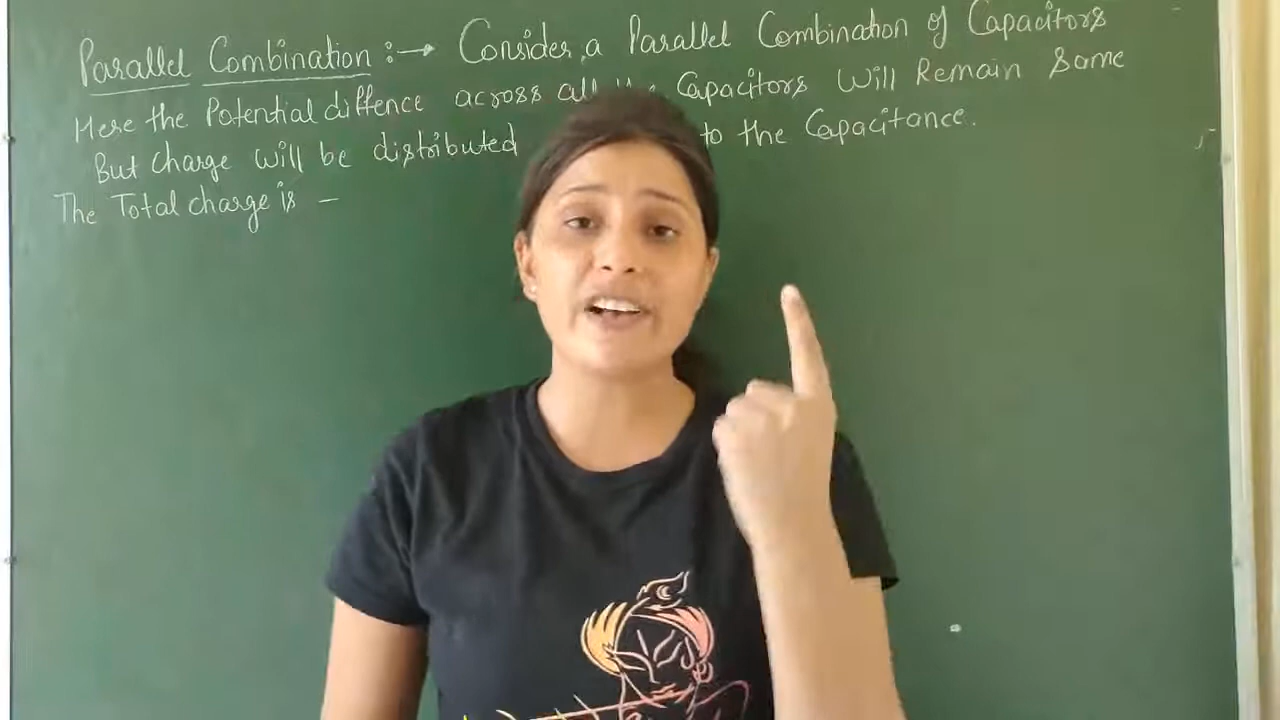 Parallel Combination :→ Consider, a Parallel Combination of Capacitors
Here the Potential diffence across all Capacitors Will Remain Same
But charge will be distributed to the Capacitance.
The Total charge is –